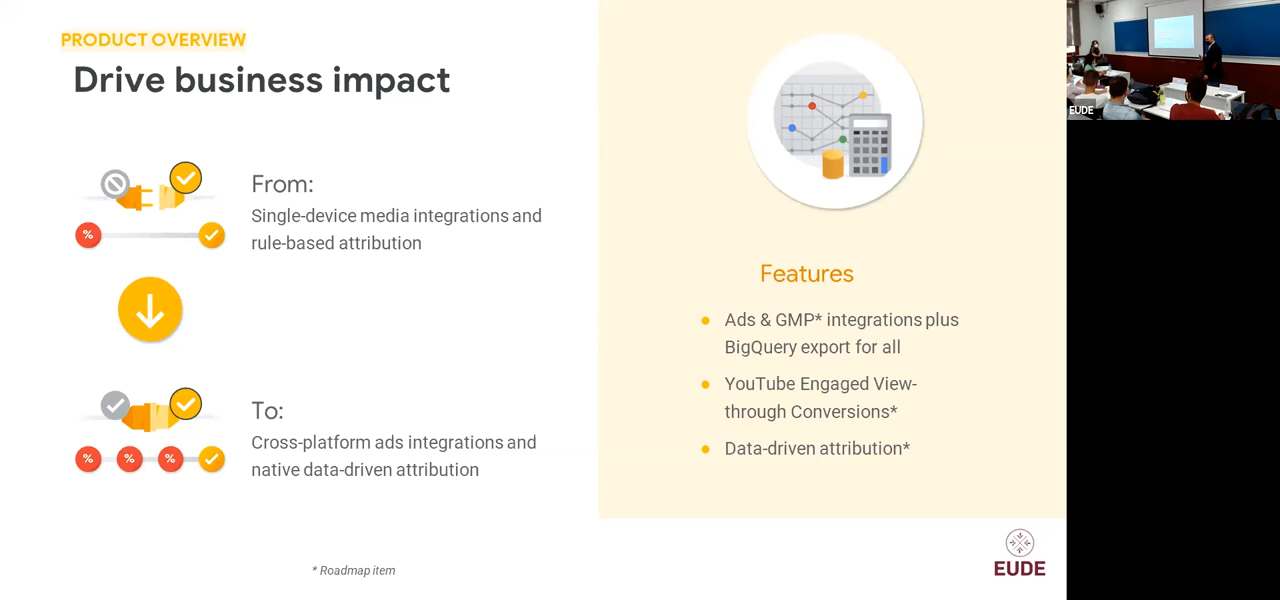 PRODUCT OVERVIEW
Drive business impact
From:
Single-device media integrations and
rule-based attribution
%
To:
Cross-platform ads integrations and
native data-driven attribution
% % %
* Roadmap item
Features
Ads & GMP* integrations plus
BigQuery export for all
YouTube Engaged View-
through Conversions*
Data-driven attribution*
EUDE
EUDE